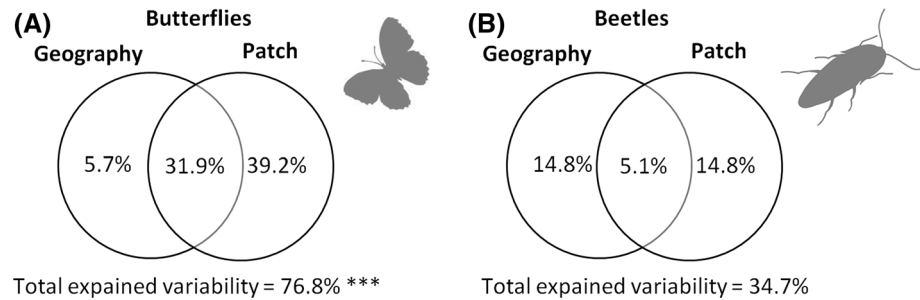 (A)
Butterflies
Geography Patch
5.7% 31.9% 39.2%
Total expained variability = 76.8% ***
(B)
Beetles
Geography Patch
14.8% 5.1% 14.8%
Total expained variability = 34.7%